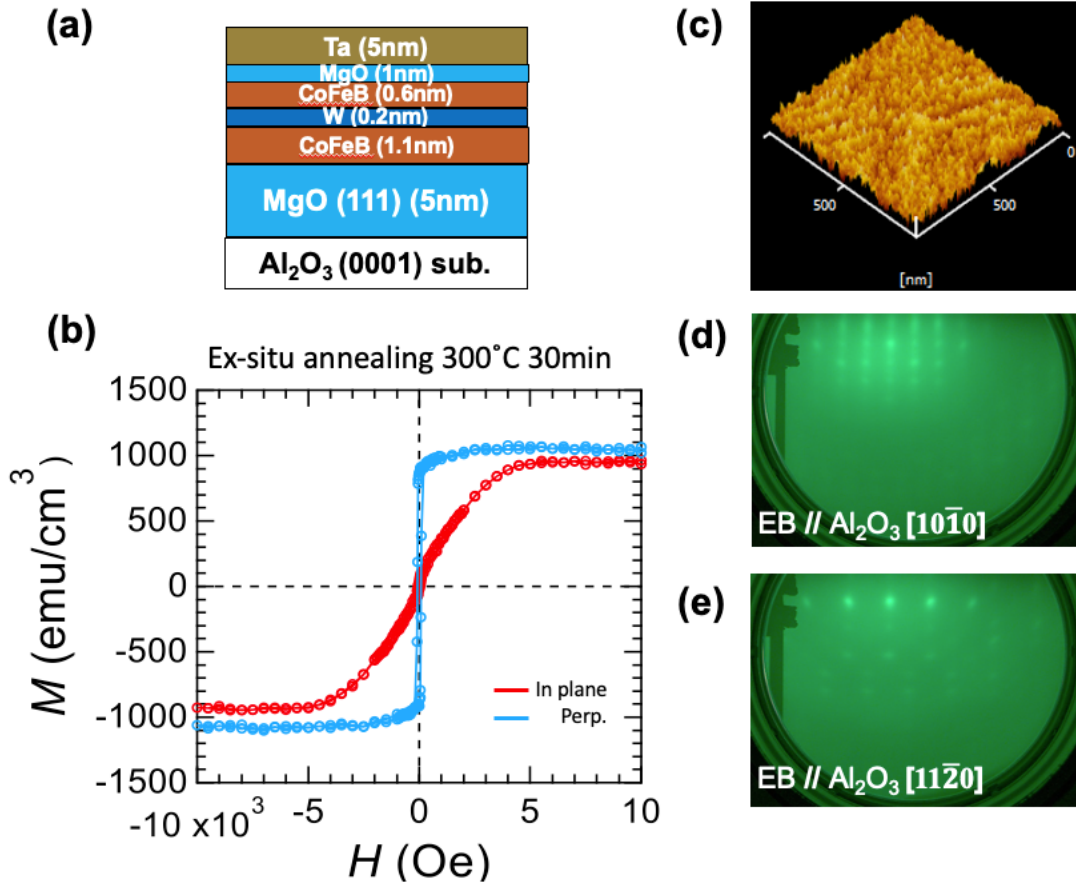 (a)
Ta (5nm)
MgO (1nm)
CoFeB (0.6nm)
W (0.2nm)
CoFeB (1.1nm)
MgO (111) (5nm)
Al₂O₃ (0001) sub.
(b)
Ex-situ annealing 300˚C 30min
1500
1000
500
0
-500
-1000
-1500
M (emu/cm³)
In plane
Perp.
-10 x10³
-5
0
5
10
H (Oe)
(c)
0
500
500
[nm]
(d)
EB // Al₂O₃ [101̅0]
(e)
EB // Al₂O₃ [112̅0]